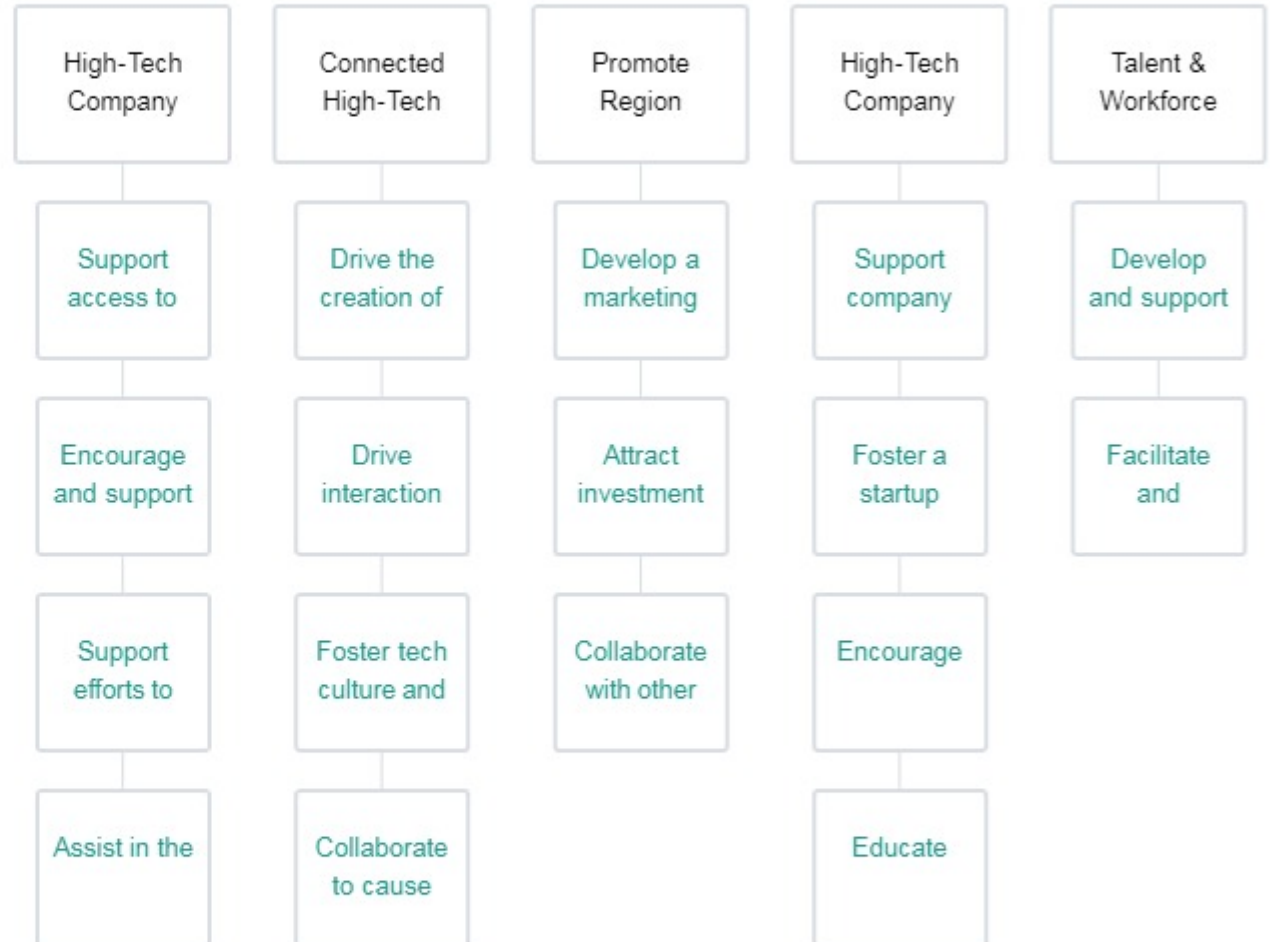 High-Tech
Company
Connected
High-Tech
Promote
Region
High-Tech
Company
Talent &
Workforce
Support
access to
Drive the
creation of
Develop a
marketing
Support
company
Develop
and support
Encourage
and support
Drive
interaction
Attract
investment
Foster a
startup
Facilitate
and
Support
efforts to
Foster tech
culture and
Collaborate
with other
Encourage
Assist in the
Collaborate
to cause
Educate